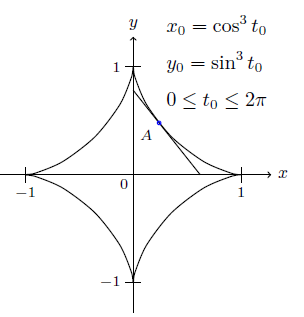 y
x₀ = cos³ t₀
y₀ = sin³ t₀
0 ≤ t₀ ≤ 2π
1
A
x
0
−1
1
−1